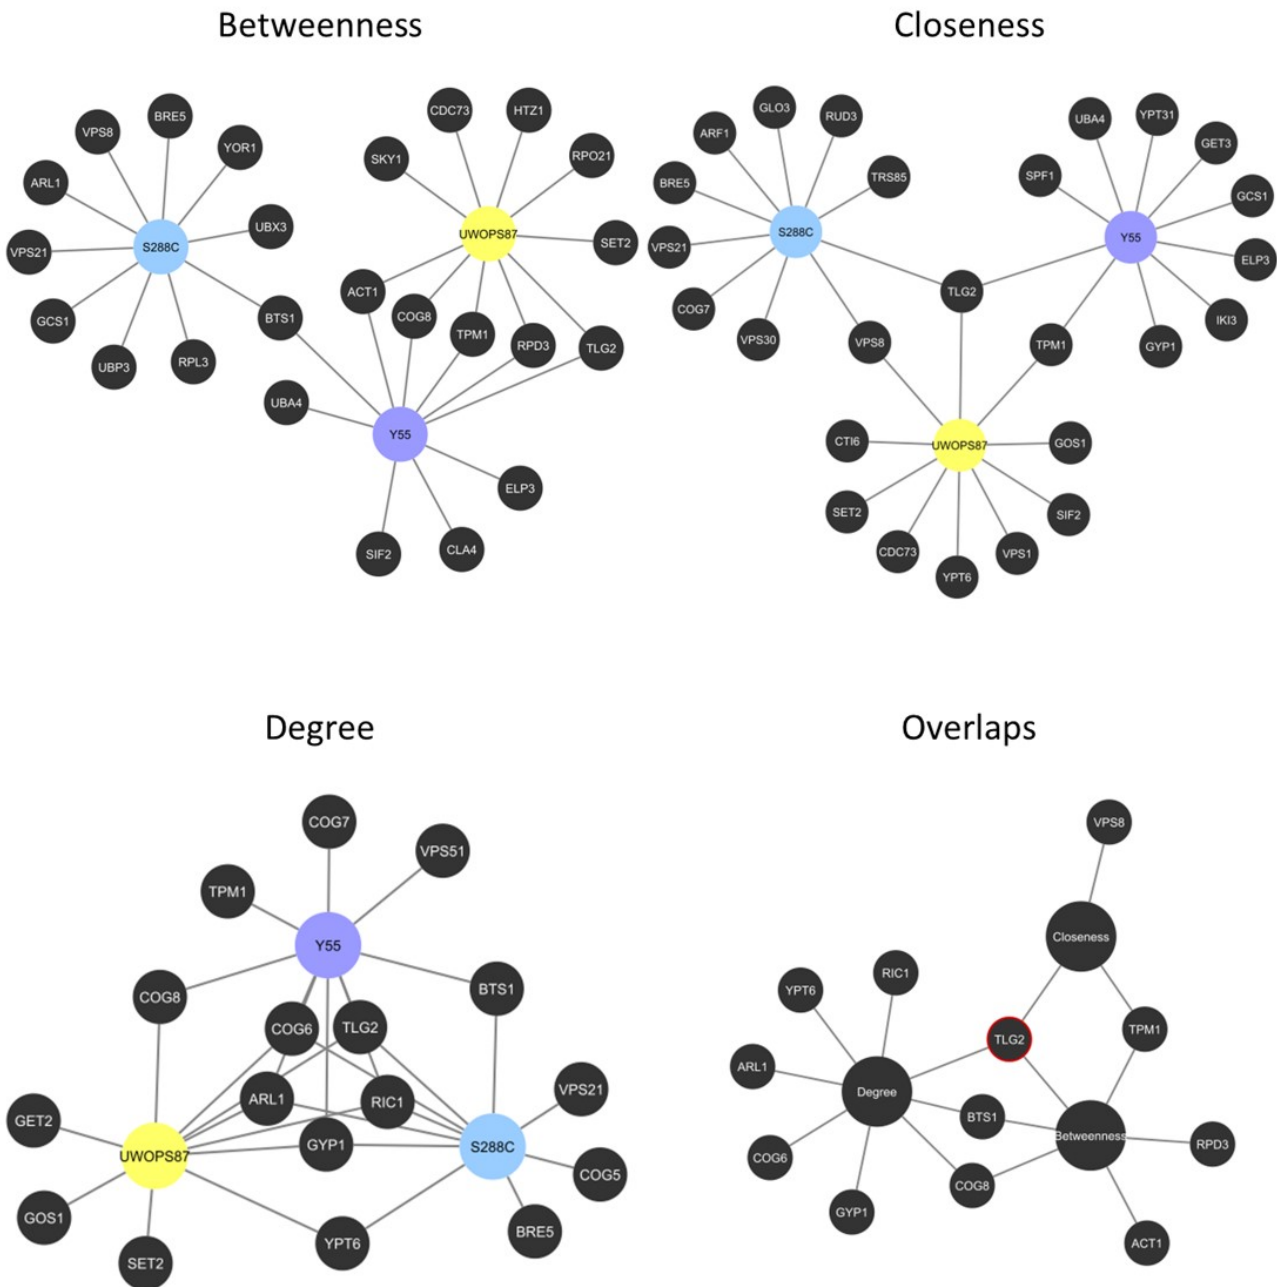 Betweenness
Closeness
BRE5
VPS8
YOR1
ARL1
UBX3
S288C
VPS21
GCS1
BTS1
UBP3
RPL3
CDC73
HTZ1
SKY1
RPO21
UWOPS87
SET2
ACT1
COG8
TPM1
RPD3
TLG2
UBA4
Y55
ELP3
SIF2
CLA4
GLO3
RUD3
ARF1
TRS85
BRE5
S288C
VPS21
COG7
VPS30
VPS8
TLG2
UBA4
YPT31
GET3
SPF1
GCS1
Y55
ELP3
IKI3
GYP1
TPM1
CTI6
UWOPS87
GOS1
SET2
SIF2
CDC73
VPS1
YPT6
Degree
Overlaps
COG7
VPS51
TPM1
Y55
COG8
BTS1
COG6
TLG2
ARL1
RIC1
VPS21
GET2
UWOPS87
GYP1
S288C
COG5
GOS1
BRE5
SET2
YPT6
VPS8
Closeness
RIC1
YPT6
TLG2
TPM1
ARL1
Degree
BTS1
Betweenness
RPD3
COG6
COG8
GYP1
ACT1